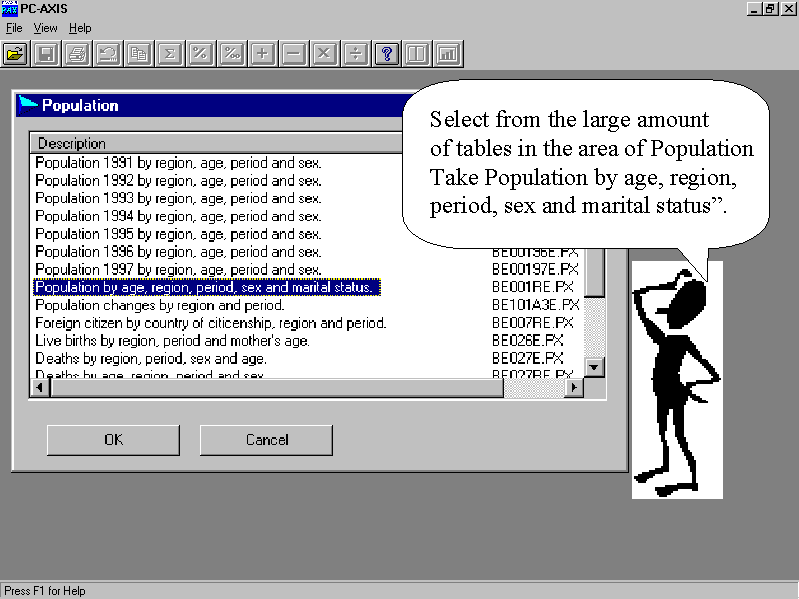 PC-AXIS
File View Help
Population
Select from the large amount
of tables in the area of Population
Take Population by age, region,
period, sex and marital status”.
Description
Population 1991 by region, age, period and sex.
Population 1992 by region, age, period and sex.
Population 1993 by region, age, period and sex.
Population 1994 by region, age, period and sex.
Population 1995 by region, age, period and sex.
Population 1996 by region, age, period and sex. BE00196E.PX
Population 1997 by region, age, period and sex. BE00197E.PX
Population by age, region, period, sex and marital status. BE001RE.PX
Population changes by region and period. BE101A3E.PX
Foreign citizen by country of citicenship, region and period. BE007RE.PX
Live births by region, period and mother's age. BE026E.PX
Deaths by region, period, sex and age. BE027E.PX
Deaths by age, region, period and sex. BE027BE.PX
OK Cancel
Press F1 for Help